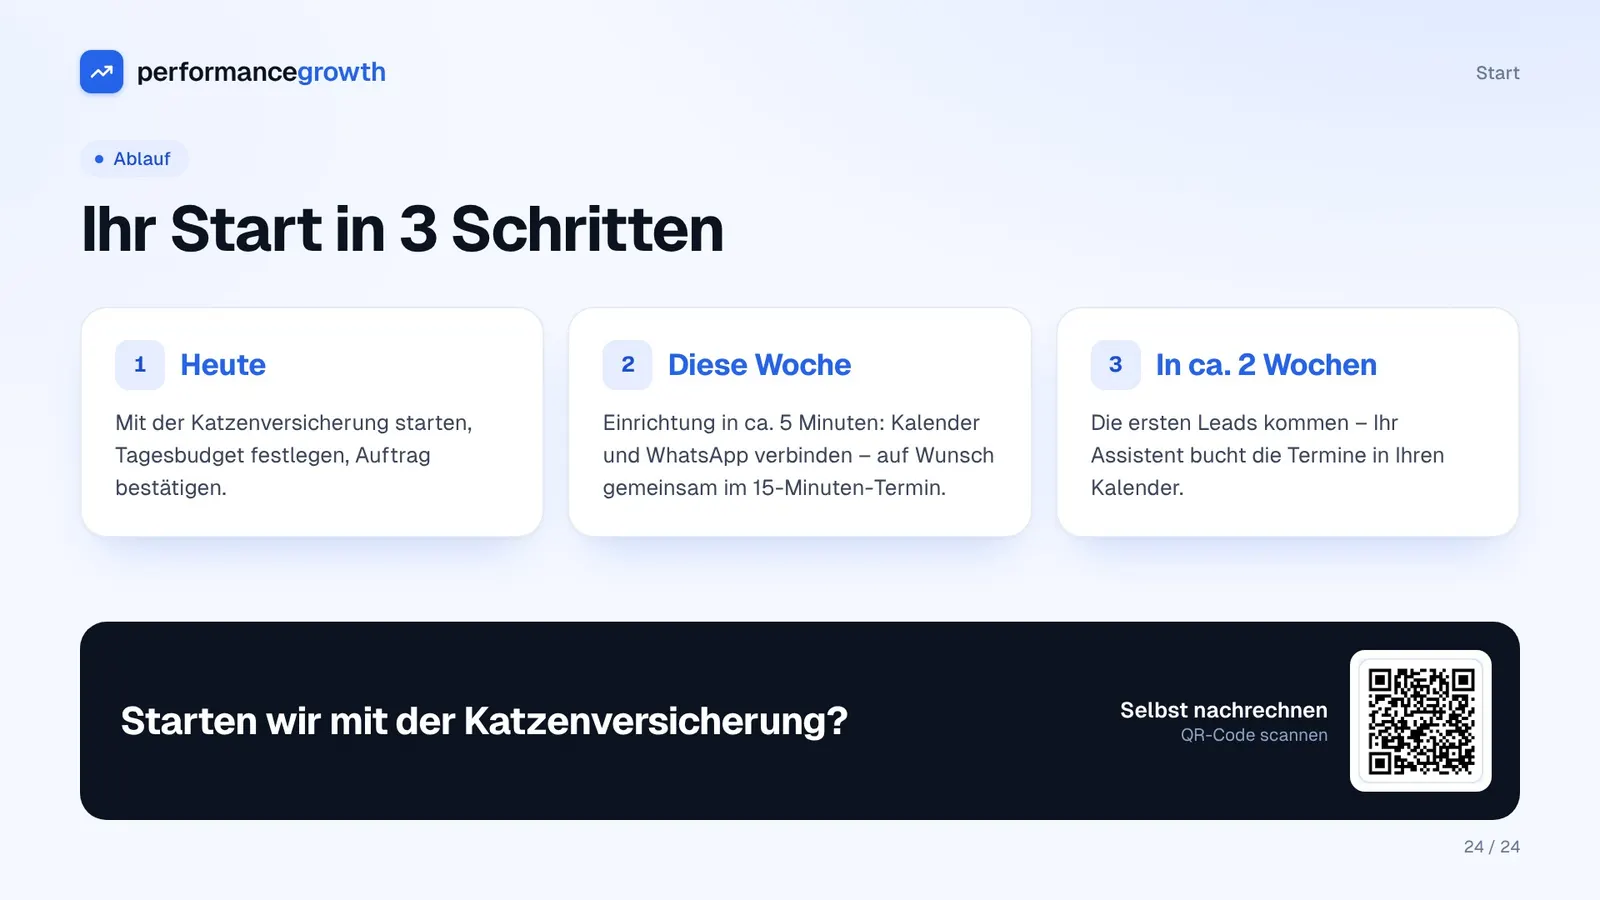 performancegrowth
Start
Ablauf
Ihr Start in 3 Schritten
1 Heute
Mit der Katzenversicherung starten,
Tagesbudget festlegen, Auftrag
bestätigen.
2 Diese Woche
Einrichtung in ca. 5 Minuten: Kalender
und WhatsApp verbinden – auf Wunsch
gemeinsam im 15-Minuten-Termin.
3 In ca. 2 Wochen
Die ersten Leads kommen – Ihr
Assistent bucht die Termine in Ihren
Kalender.
Starten wir mit der Katzenversicherung?
Selbst nachrechnen
QR-Code scannen
24 / 24